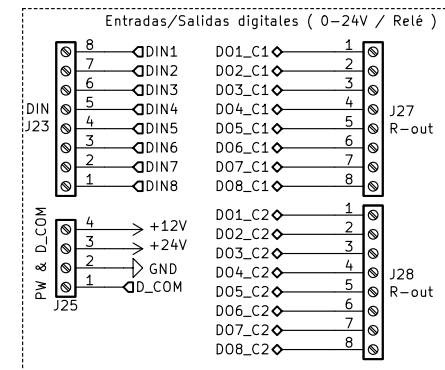 Entradas/Salidas digitales ( 0-24V / Relé )
DIN
J23
8 DIN1
7 DIN2
6 DIN3
5 DIN4
4 DIN5
3 DIN6
2 DIN7
1 DIN8
PW & D_COM
J25
4 +12V
3 +24V
2 GND
1 D_COM
DO1_C1 1
DO2_C1 2
DO3_C1 3
DO4_C1 4
DO5_C1 5
DO6_C1 6
DO7_C1 7
DO8_C1 8
J27
R-out
DO1_C2 1
DO2_C2 2
DO3_C2 3
DO4_C2 4
DO5_C2 5
DO6_C2 6
DO7_C2 7
DO8_C2 8
J28
R-out